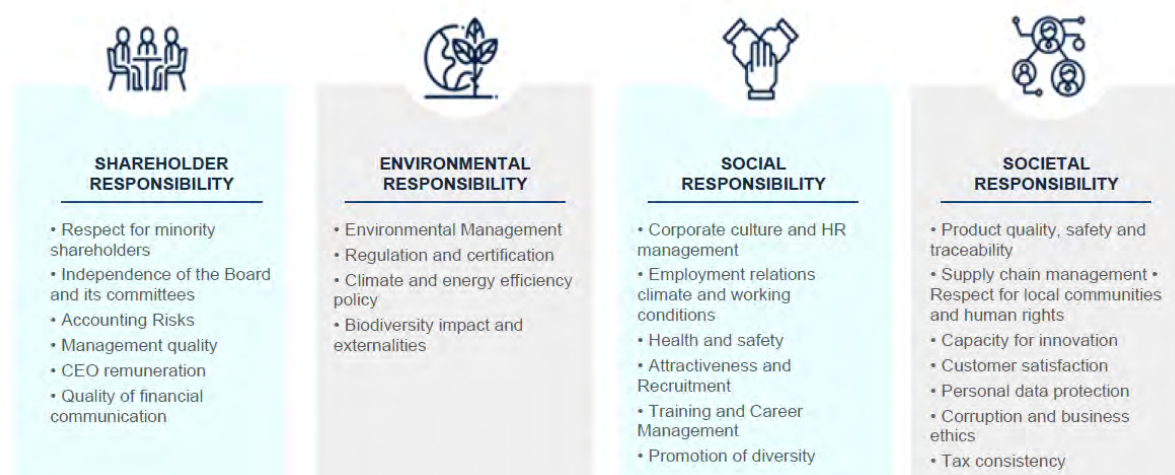 SHAREHOLDER
RESPONSIBILITY
• Respect for minority
shareholders
• Independence of the Board
and its committees
• Accounting Risks
• Management quality
• CEO remuneration
• Quality of financial
communication
ENVIRONMENTAL
RESPONSIBILITY
• Environmental Management
• Regulation and certification
• Climate and energy efficiency
policy
• Biodiversity impact and
externalities
SOCIAL
RESPONSIBILITY
• Corporate culture and HR
management
• Employment relations
climate and working
conditions
• Health and safety
• Attractiveness and
Recruitment
• Training and Career
Management
• Promotion of diversity
SOCIETAL
RESPONSIBILITY
• Product quality, safety and
traceability
• Supply chain management •
Respect for local communities
and human rights
• Capacity for innovation
• Customer satisfaction
• Personal data protection
• Corruption and business
ethics
• Tax consistency